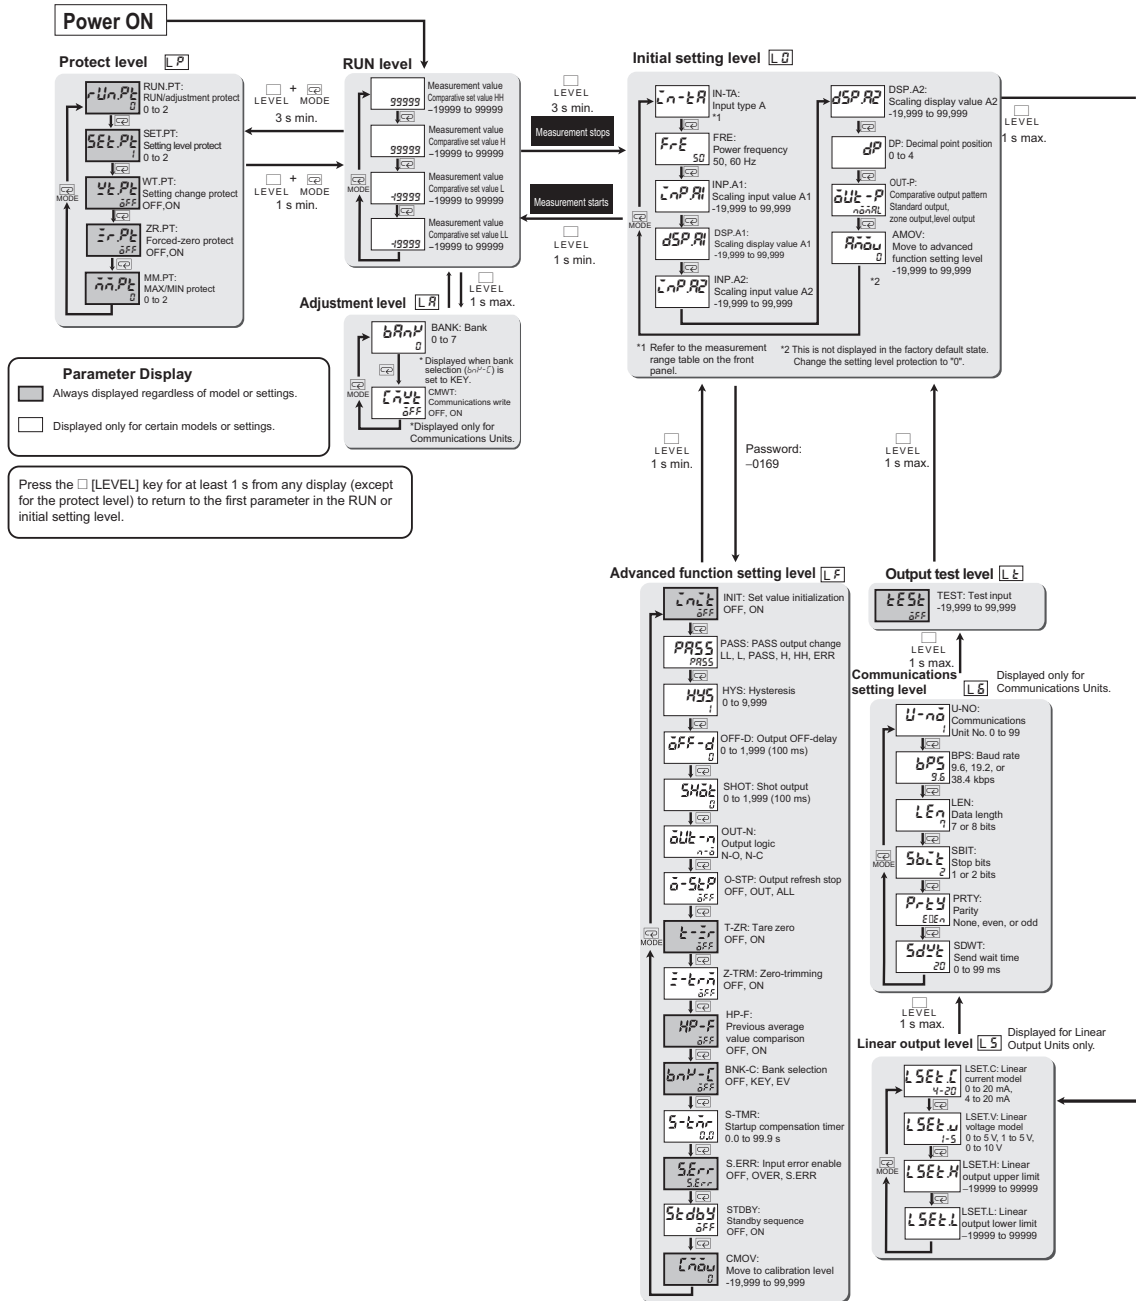 Power ON
Protect level LP
RUN.PT:
RUN/adjustment protect
0 to 2
SET.PT:
Setting level protect
0 to 2
WT.PT:
Setting change protect
OFF,ON
ZR.PT:
Forced-zero protect
OFF,ON
MM.PT:
MAX/MIN protect
0 to 2
MODE
LEVEL + MODE
3 s min.
LEVEL + MODE
1 s min.
RUN level
99999
Measurement value
Comparative set value HH
-19999 to 99999
99999
Measurement value
Comparative set value H
-19999 to 99999
-19999
Measurement value
Comparative set value L
-19999 to 99999
-19999
Measurement value
Comparative set value LL
-19999 to 99999
MODE
LEVEL
3 s min.
Measurement stops
Measurement starts
LEVEL
1 s min.
LEVEL
1 s max.
Adjustment level LA
BANK: Bank
0 to 7
* Displayed when bank
selection (bnK-C) is
set to KEY.
CMWT:
Communications write
OFF, ON
*Displayed only for
Communications Units.
MODE
Initial setting level L0
IN-TA:
Input type A
*1
FRE:
Power frequency
50, 60 Hz
INP.A1:
Scaling input value A1
-19,999 to 99,999
DSP.A1:
Scaling display value A1
-19,999 to 99,999
INP.A2:
Scaling input value A2
-19,999 to 99,999
DSP.A2:
Scaling display value A2
-19,999 to 99,999
DP: Decimal point position
0 to 4
OUT-P:
Comparative output pattern
Standard output,
zone output,level output
AMOV:
Move to advanced
function setting level
-19,999 to 99,999
*2
MODE
*1 Refer to the measurement
range table on the front
panel.
*2 This is not displayed in the factory default state.
Change the setting level protection to "0".
LEVEL
1 s max.
Parameter Display
Always displayed regardless of model or settings.
Displayed only for certain models or settings.
Press the □ [LEVEL] key for at least 1 s from any display (except
for the protect level) to return to the first parameter in the RUN or
initial setting level.
LEVEL
1 s min.
Password:
–0169
LEVEL
1 s max.
Advanced function setting level LF
INIT: Set value initialization
OFF, ON
PASS: PASS output change
LL, L, PASS, H, HH, ERR
HYS: Hysteresis
0 to 9,999
OFF-D: Output OFF-delay
0 to 1,999 (100 ms)
SHOT: Shot output
0 to 1,999 (100 ms)
OUT-N:
Output logic
N-O, N-C
O-STP: Output refresh stop
OFF, OUT, ALL
T-ZR: Tare zero
OFF, ON
Z-TRM: Zero-trimming
OFF, ON
HP-F:
Previous average
value comparison
OFF, ON
BNK-C: Bank selection
OFF, KEY, EV
S-TMR:
Startup compensation timer
0.0 to 99.9 s
S.ERR: Input error enable
OFF, OVER, S.ERR
STDBY:
Standby sequence
OFF, ON
CMOV:
Move to calibration level
-19,999 to 99,999
MODE
Output test level Lt
TEST: Test input
-19,999 to 99,999
LEVEL
1 s max.
Communications
setting level L6
Displayed only for
Communications Units.
U-NO:
Communications
Unit No. 0 to 99
BPS: Baud rate
9.6, 19.2, or
38.4 kbps
LEN:
Data length
7 or 8 bits
SBIT:
Stop bits
1 or 2 bits
PRTY:
Parity
None, even, or odd
SDWT:
Send wait time
0 to 99 ms
MODE
LEVEL
1 s max.
Linear output level L5
Displayed for Linear
Output Units only.
LSET.C: Linear
current model
0 to 20 mA,
4 to 20 mA
LSET.V: Linear
voltage model
0 to 5 V, 1 to 5 V,
0 to 10 V
LSET.H: Linear
output upper limit
–19999 to 99999
LSET.L: Linear
output lower limit
–19999 to 99999
MODE